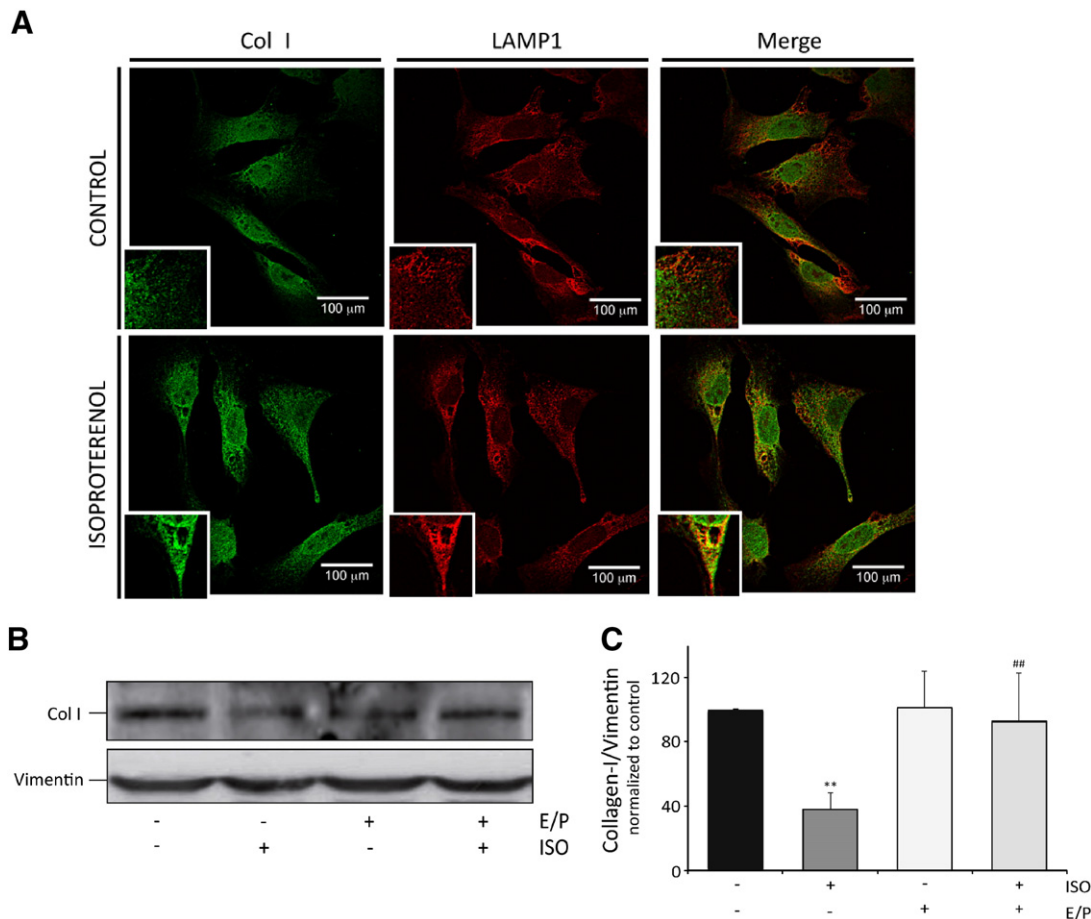 A
Col I LAMP1 Merge
CONTROL
100 μm 100 μm 100 μm
ISOPROTERENOL
100 μm 100 μm 100 μm
B
Col I
Vimentin
- - + + E/P
- + - + ISO
C
Collagen-I/Vimentin
normalized to control
120
80
40
0
**
##
- + - + ISO
- - + + E/P